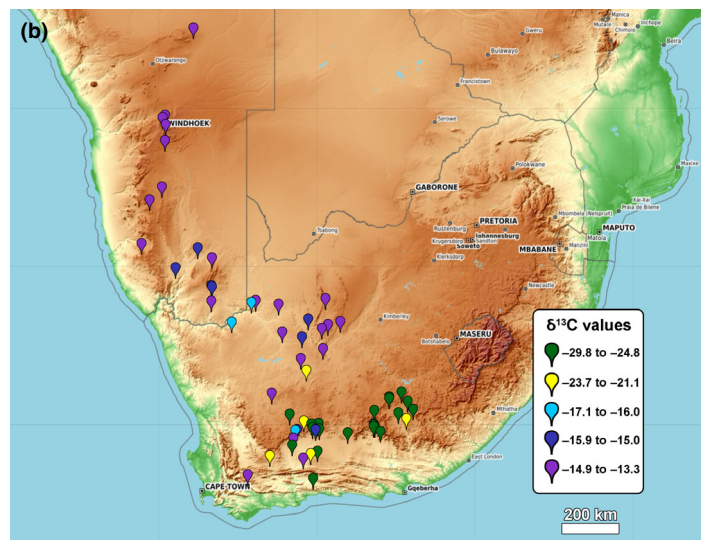 (b)
Manica
Mutare
Inchope
Chimoio
Gweru
Beira
Bulawayo
Otjiwarongo
Francistown
Serowe
WINDHOEK
Maxixe
Polokwane
GABORONE
Xai-Xai
Praia de Bilene
Mbombela (Nelspruit)
PRETORIA
Rustenburg
MAPUTO
Tsabong
Johannesburg
Krugersdorp
Sandton
Matola
Soweto
MBABANE
Manzini
Klerksdorp
Newcastle
Kimberley
MASERU
Botshabelo
Mthatha
East London
CAPE-TOWN
Gqeberha
δ¹³C values
−29.8 to −24.8
−23.7 to −21.1
−17.1 to −16.0
−15.9 to −15.0
−14.9 to −13.3
200 km